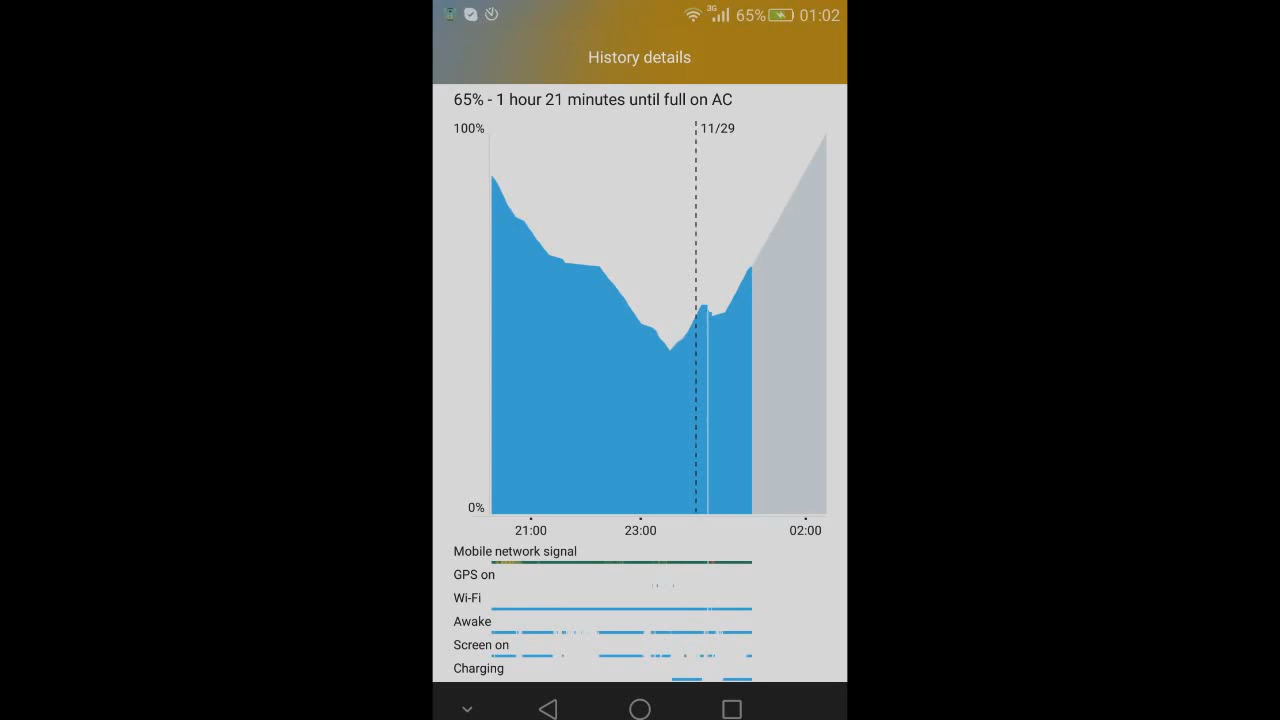 3G 65% 01:02
History details
65% - 1 hour 21 minutes until full on AC
100% 11/29
0%
21:00 23:00 02:00
Mobile network signal
GPS on
Wi-Fi
Awake
Screen on
Charging